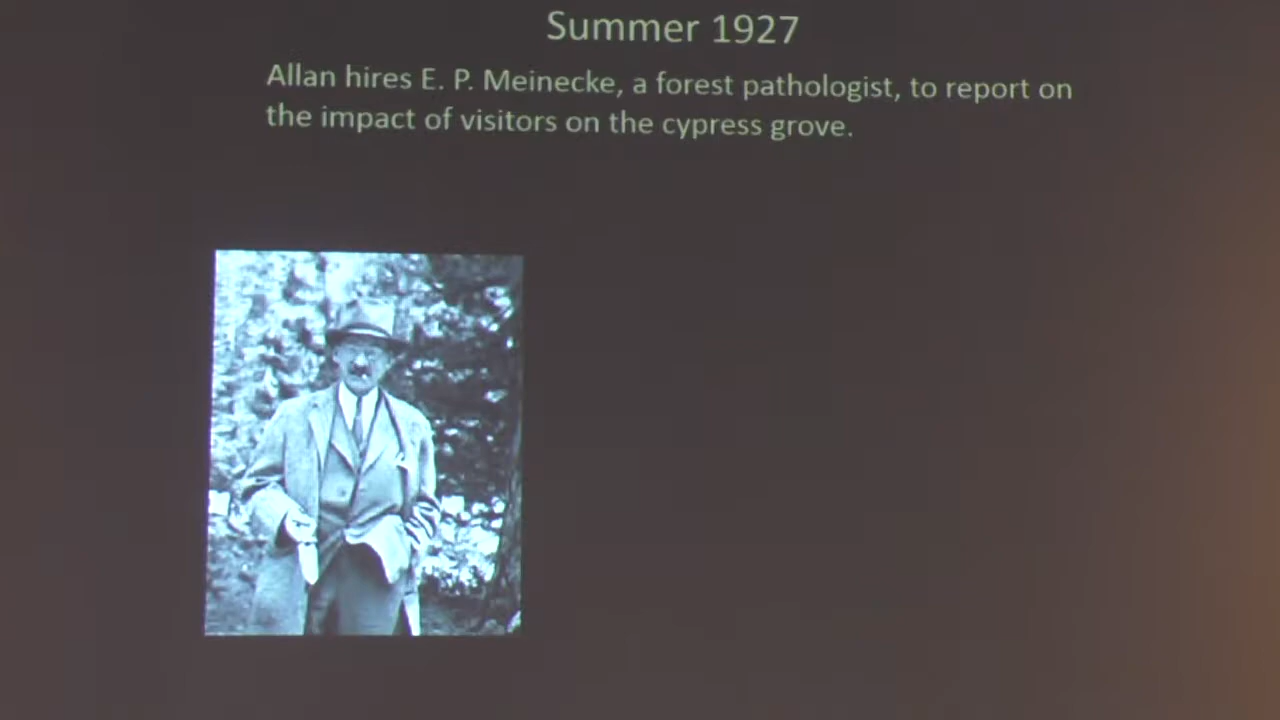 Summer 1927
Allan hires E. P. Meinecke, a forest pathologist, to report on
the impact of visitors on the cypress grove.